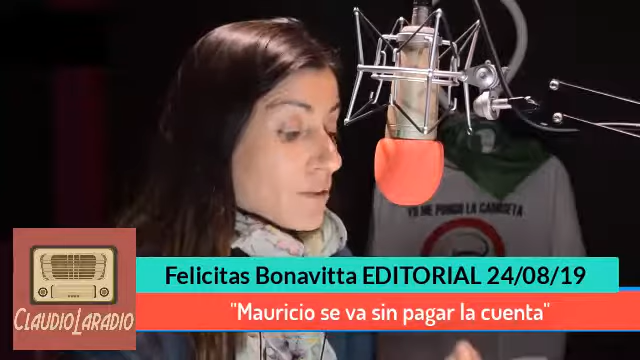 YO ME PONGO LA CAMISETA
Felicitas Bonavitta EDITORIAL 24/08/19
"Mauricio se va sin pagar la cuenta"
CLAUDIOLARADIO